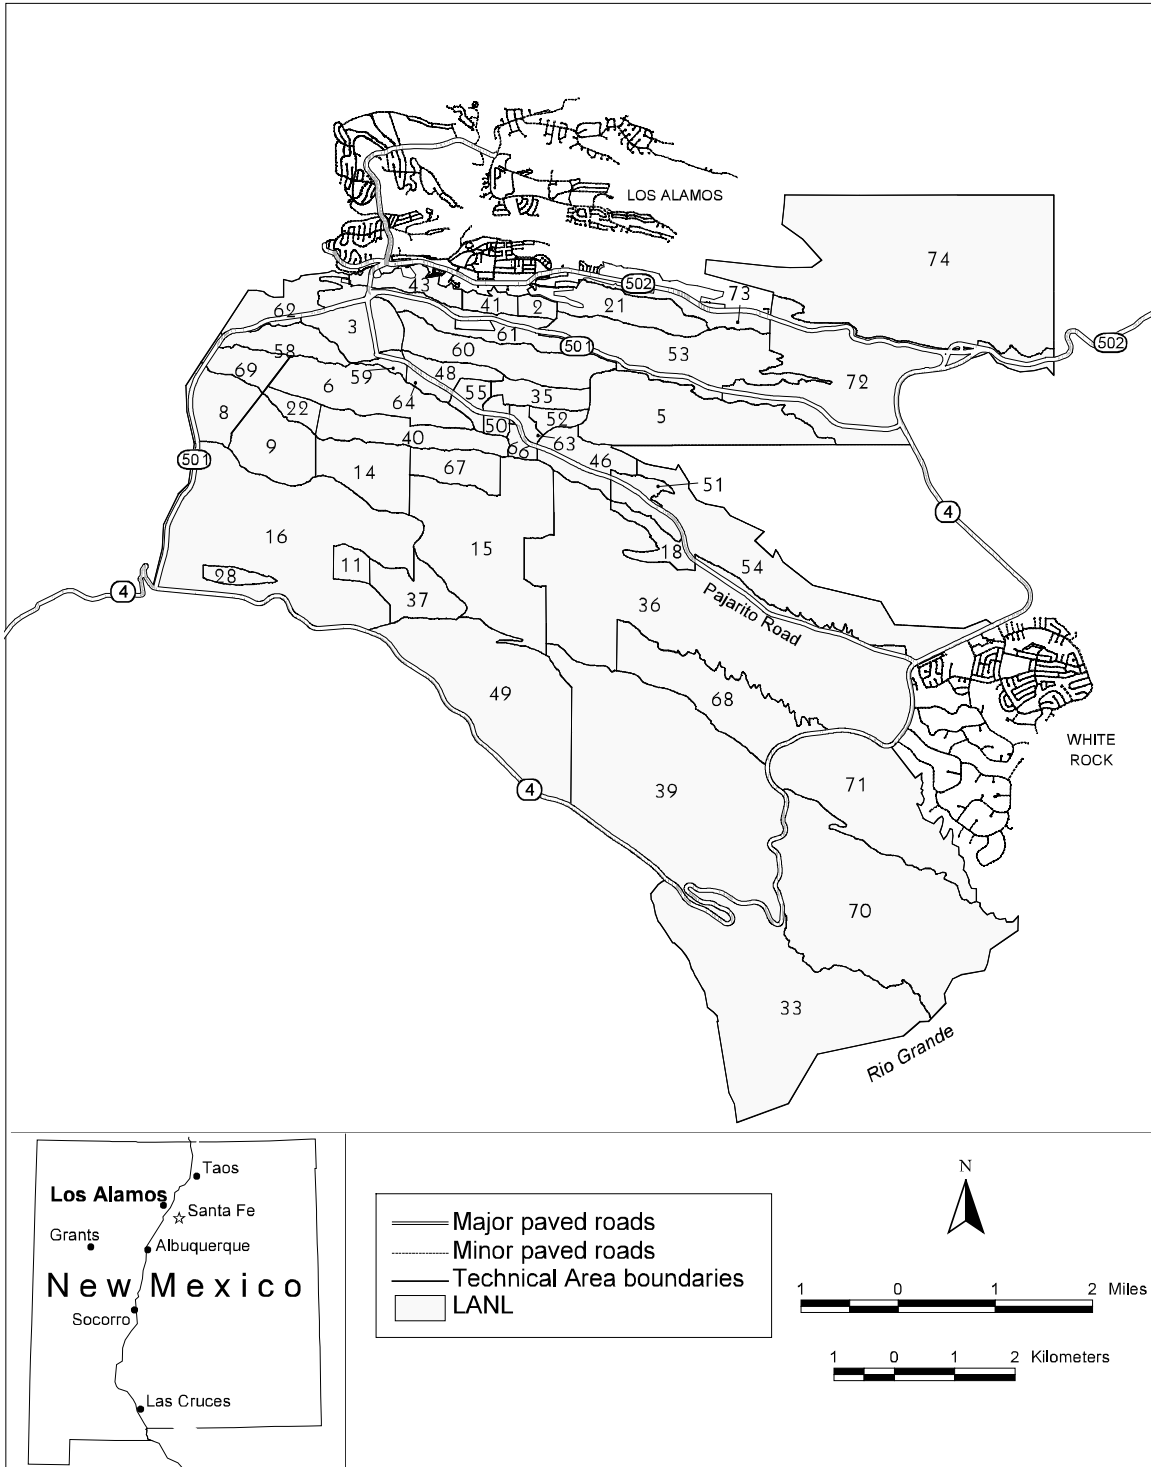 LOS ALAMOS
74
502
43
73
41
2
21
62
3
61
501
502
60
53
58
59
48
72
69
6
64
55
35
8
22
52
5
50
40
63
9
66
501
14
67
46
51
4
16
15
18
11
54
28
4
37
36
Pajarito Road
49
68
WHITE
ROCK
4
39
71
70
33
Rio Grande
Taos
Los Alamos
Santa Fe
Grants
Albuquerque
New Mexico
Socorro
Las Cruces
Major paved roads
Minor paved roads
Technical Area boundaries
LANL
N
1 0 1 2 Miles
1 0 1 2 Kilometers